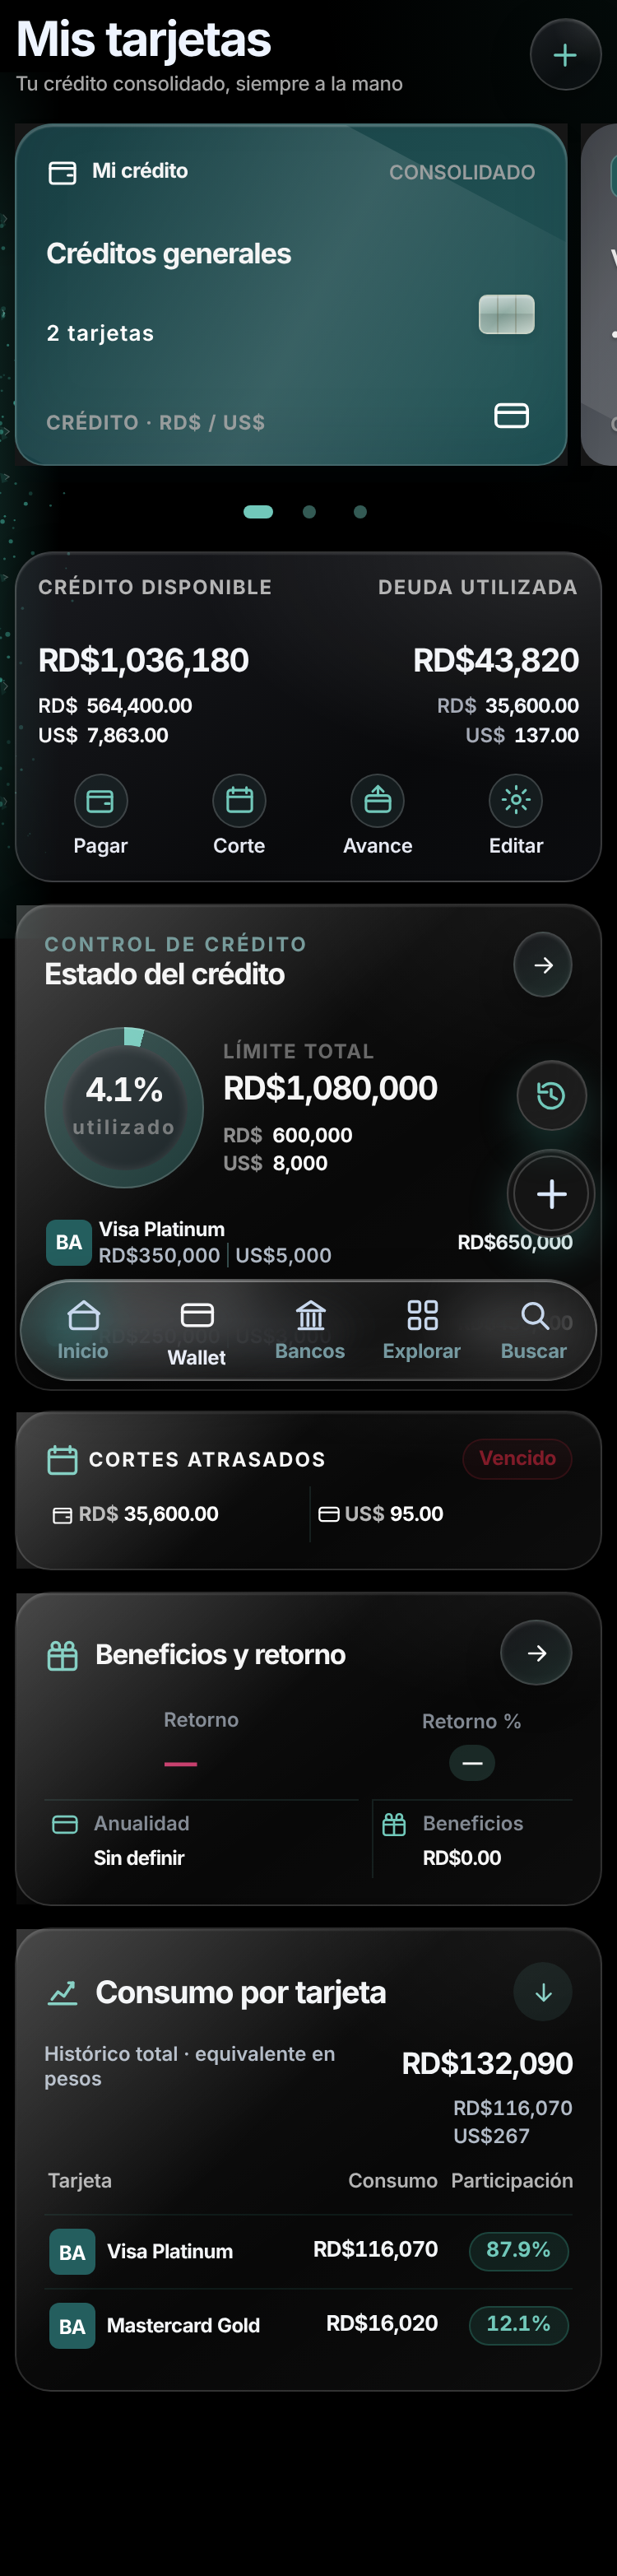 Mis tarjetas
Tu crédito consolidado, siempre a la mano
Mi crédito
CONSOLIDADO
Créditos generales
2 tarjetas
CRÉDITO · RD$ / US$
CRÉDITO DISPONIBLE
DEUDA UTILIZADA
RD$1,036,180
RD$43,820
RD$ 564,400.00
RD$ 35,600.00
US$ 7,863.00
US$ 137.00
Pagar
Corte
Avance
Editar
CONTROL DE CRÉDITO
Estado del crédito
4.1%
utilizado
LÍMITE TOTAL
RD$1,080,000
RD$ 600,000
US$ 8,000
BA
Visa Platinum
RD$350,000 US$5,000
RD$650,000
Inicio
Wallet
Bancos
Explorar
Buscar
CORTES ATRASADOS
Vencido
RD$ 35,600.00
US$ 95.00
Beneficios y retorno
Retorno
Retorno %
—
—
Anualidad
Sin definir
Beneficios
RD$0.00
Consumo por tarjeta
Histórico total · equivalente en
pesos
RD$132,090
RD$116,070
US$267
Tarjeta
Consumo
Participación
BA
Visa Platinum
RD$116,070
87.9%
BA
Mastercard Gold
RD$16,020
12.1%